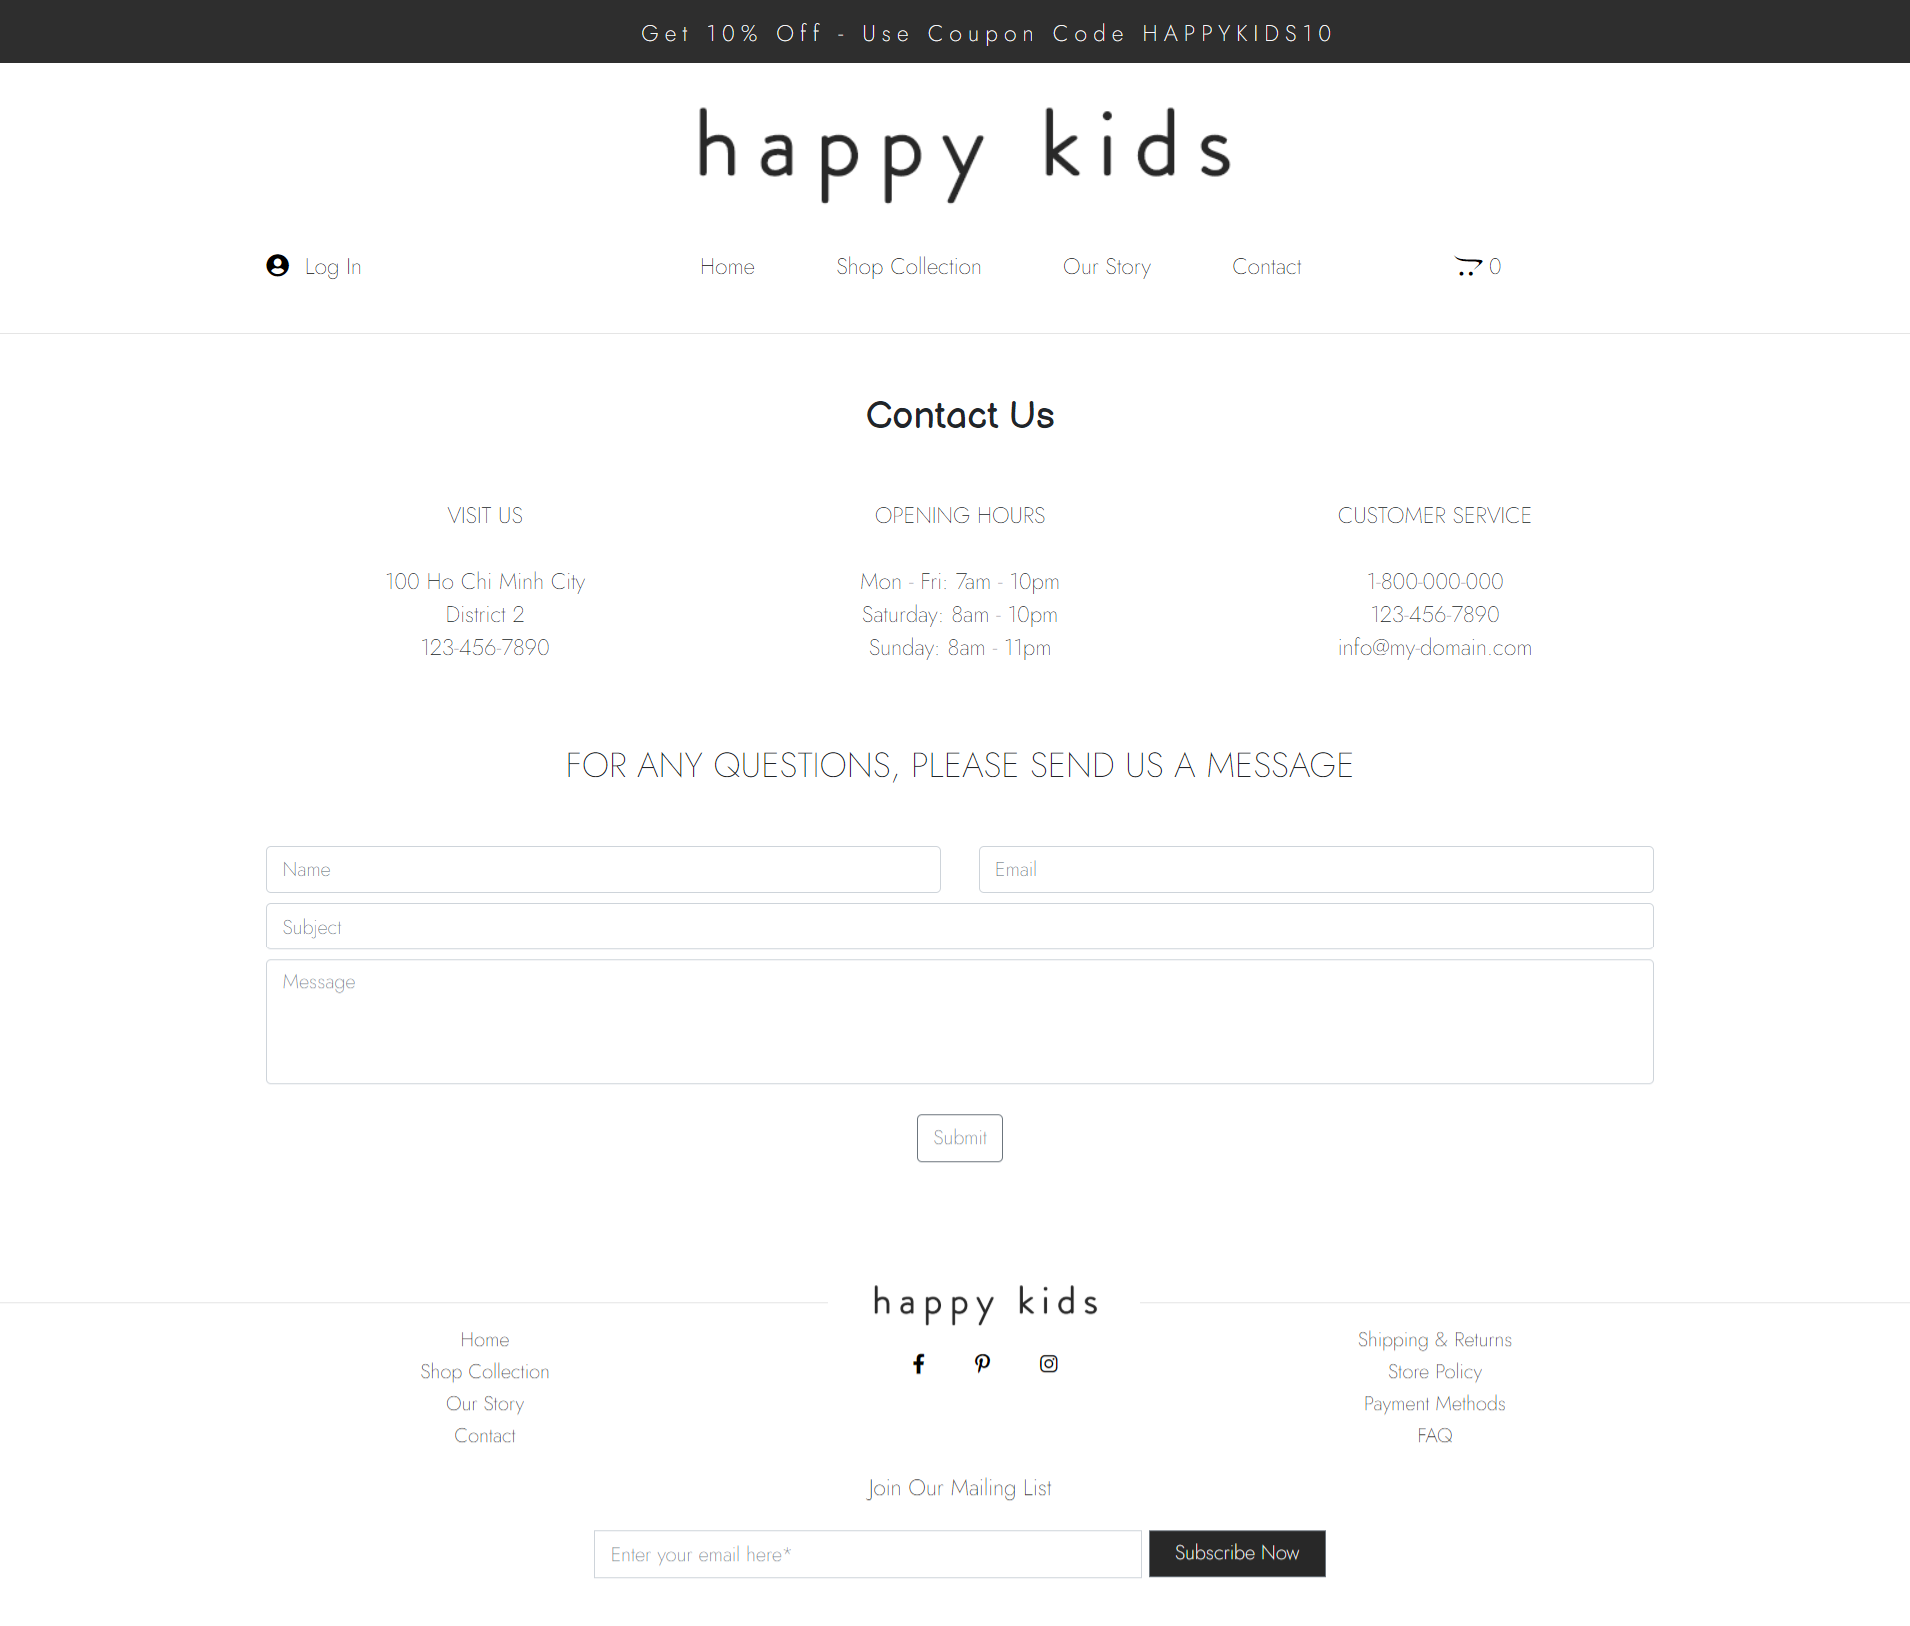 Get 10% Off - Use Coupon Code HAPPYKIDS10
happy kids
Log In
Home
Shop Collection
Our Story
Contact
0
Contact Us
VISIT US
100 Ho Chi Minh City
District 2
123-456-7890
OPENING HOURS
Mon - Fri: 7am - 10pm
Saturday: 8am - 10pm
Sunday: 8am - 11pm
CUSTOMER SERVICE
1-800-000-000
123-456-7890
info@my-domain.com
FOR ANY QUESTIONS, PLEASE SEND US A MESSAGE
Name
Email
Subject
Message
Submit
happy kids
Home
Shop Collection
Our Story
Contact
Shipping & Returns
Store Policy
Payment Methods
FAQ
Join Our Mailing List
Enter your email here*
Subscribe Now